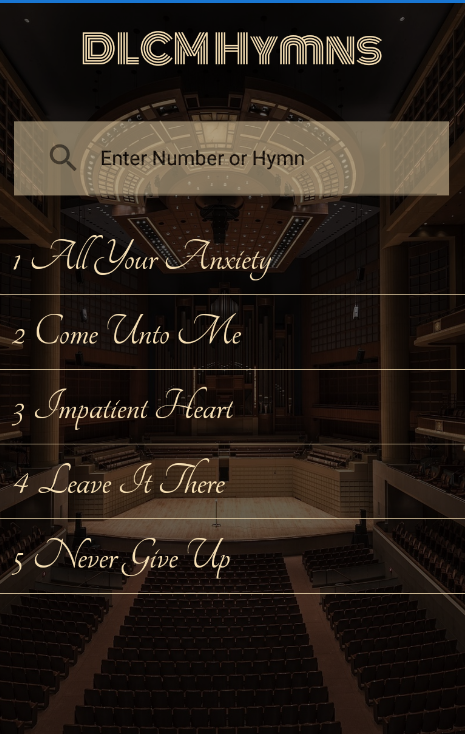 DLCM Hymns
Enter Number or Hymn
1 All Your Anxiety
2 Come Unto Me
3 Impatient Heart
4 Leave It There
5 Never Give Up